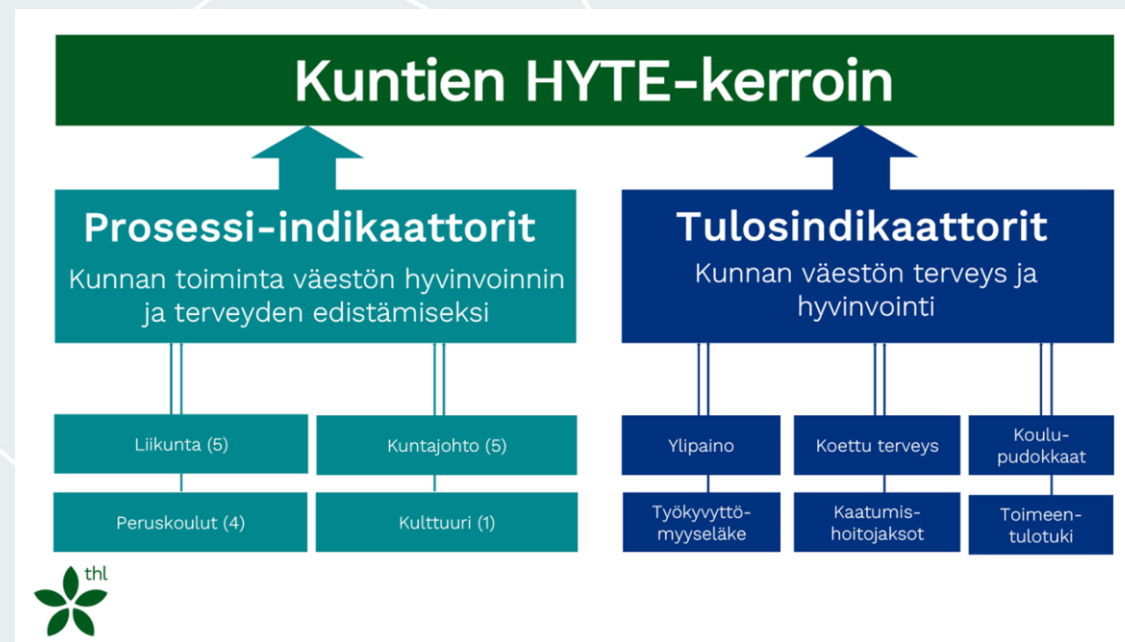 Kuntien HYTE-kerroin
Prosessi-indikaattorit
Kunnan toiminta väestön hyvinvoinnin
ja terveyden edistämiseksi
Liikunta (5)
Kuntajohto (5)
Peruskoulut (4)
Kulttuuri (1)
Tulosindikaattorit
Kunnan väestön terveys ja
hyvinvointi
Ylipaino
Koettu terveys
Koulu-
pudokkaat
Työkyvyttö-
myyseläke
Kaatumis-
hoitojaksot
Toimeen-
tulotuki
thl